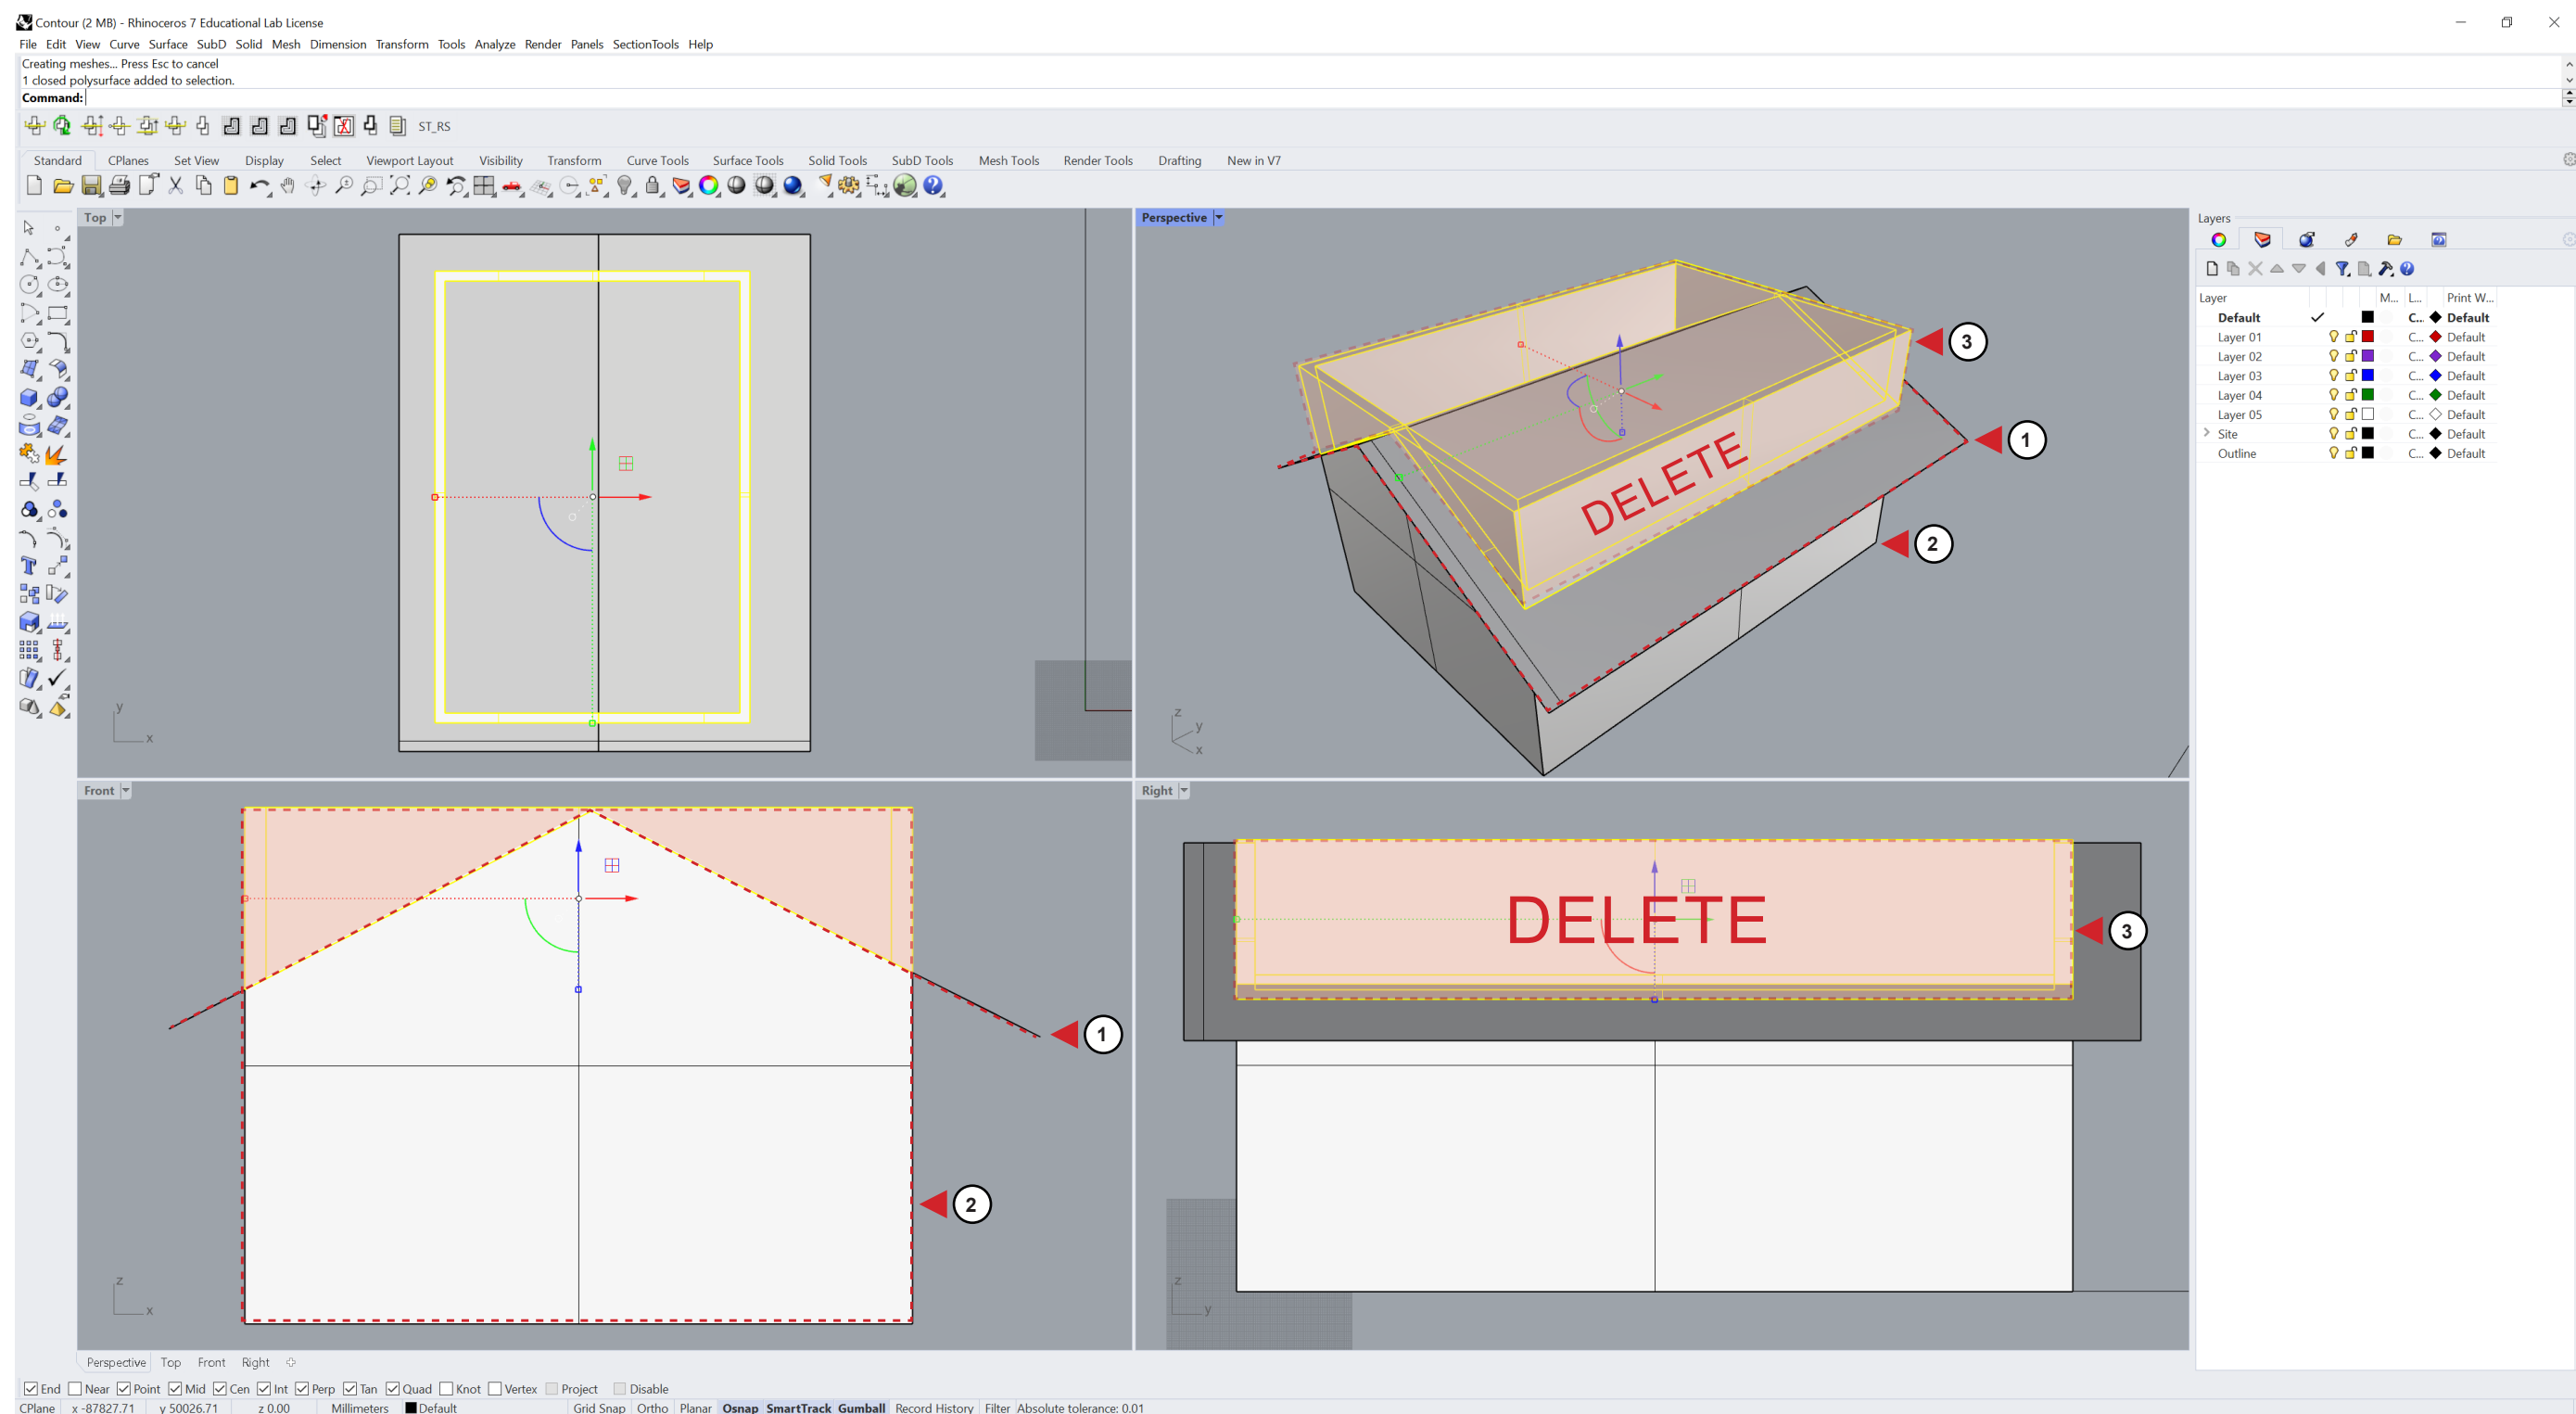 Contour (2 MB) - Rhinoceros 7 Educational Lab License
File Edit View Curve Surface SubD Solid Mesh Dimension Transform Tools Analyze Render Panels SectionTools Help
Creating meshes... Press Esc to cancel
1 closed polysurface added to selection.
Command:
ST_RS
Standard CPlanes Set View Display Select Viewport Layout Visibility Transform Curve Tools Surface Tools Solid Tools SubD Tools Mesh Tools Render Tools Drafting New in V7
Top
y
x
Perspective
3
1
2
DELETE
z
y
x
Front
1
2
z
x
Right
DELETE
3
z
y
Layers
Layer M... L... Print W...
Default C... Default
Layer 01 C... Default
Layer 02 C... Default
Layer 03 C... Default
Layer 04 C... Default
Layer 05 C... Default
Site C... Default
Outline C... Default
Perspective Top Front Right
End Near Point Mid Cen Int Perp Tan Quad Knot Vertex Project Disable
CPlane x -87827.71 y 50026.71 z 0.00 Millimeters Default Grid Snap Ortho Planar Osnap SmartTrack Gumball Record History Filter Absolute tolerance: 0.01